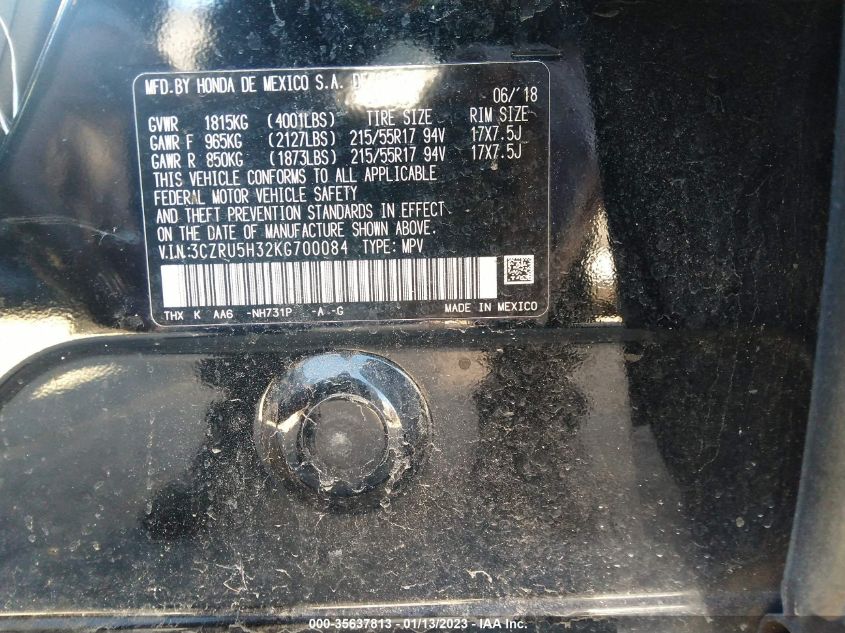 MFD.BY HONDA DE MEXICO S.A.
06/'18
GVWR 1815KG (4001LBS) TIRE SIZE RIM SIZE
GAWR F 965KG (2127LBS) 215/55R17 94V 17X7.5J
GAWR R 850KG (1873LBS) 215/55R17 94V 17X7.5J
THIS VEHICLE CONFORMS TO ALL APPLICABLE
FEDERAL MOTOR VEHICLE SAFETY
AND THEFT PREVENTION STANDARDS IN EFFECT
ON THE DATE OF MANUFACTURE SHOWN ABOVE.
V.I.N:3CZRU5H32KG700084 TYPE: MPV
THX K AA6 -NH731P -A -G MADE IN MEXICO
000-35637813 - 01/13/2023 - IAA Inc.